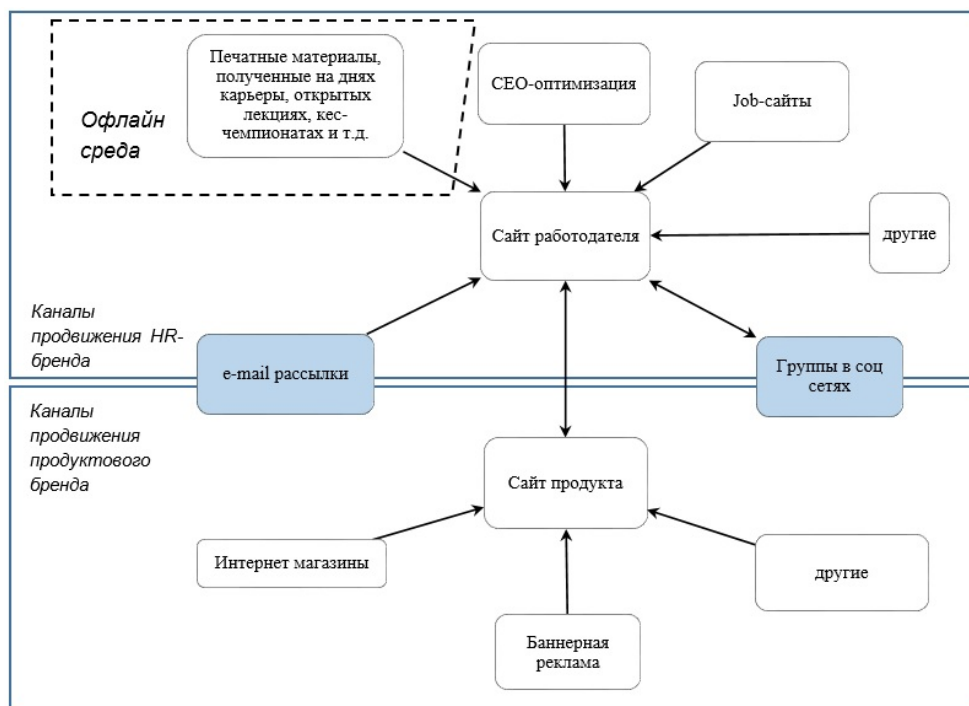 Печатные материалы,
полученные на днях
карьеры, открытых
лекциях, кес-
чемпионатах и т.д.
Офлайн
среда
СЕО-оптимизация
Job-сайты
Сайт работодателя
другие
Каналы
продвижения HR-
бренда
e-mail рассылки
Группы в соц
сетях
Каналы
продвижения
продуктового
бренда
Сайт продукта
Интернет магазины
другие
Баннерная
реклама